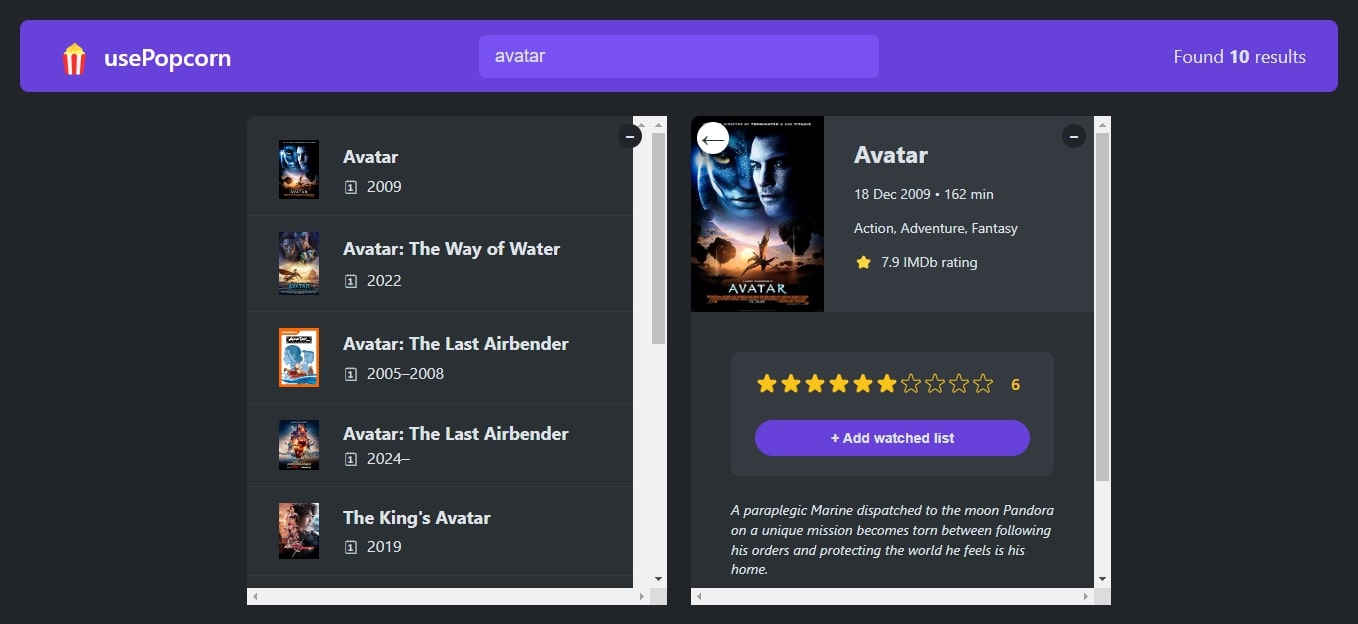 usePopcorn
avatar
Found 10 results
Avatar
2009
Avatar: The Way of Water
2022
Avatar: The Last Airbender
2005–2008
Avatar: The Last Airbender
2024–
The King's Avatar
2019
AVATAR
Avatar
18 Dec 2009 • 162 min
Action, Adventure, Fantasy
7.9 IMDb rating
6
+ Add watched list
A paraplegic Marine dispatched to the moon Pandora
on a unique mission becomes torn between following
his orders and protecting the world he feels is his
home.